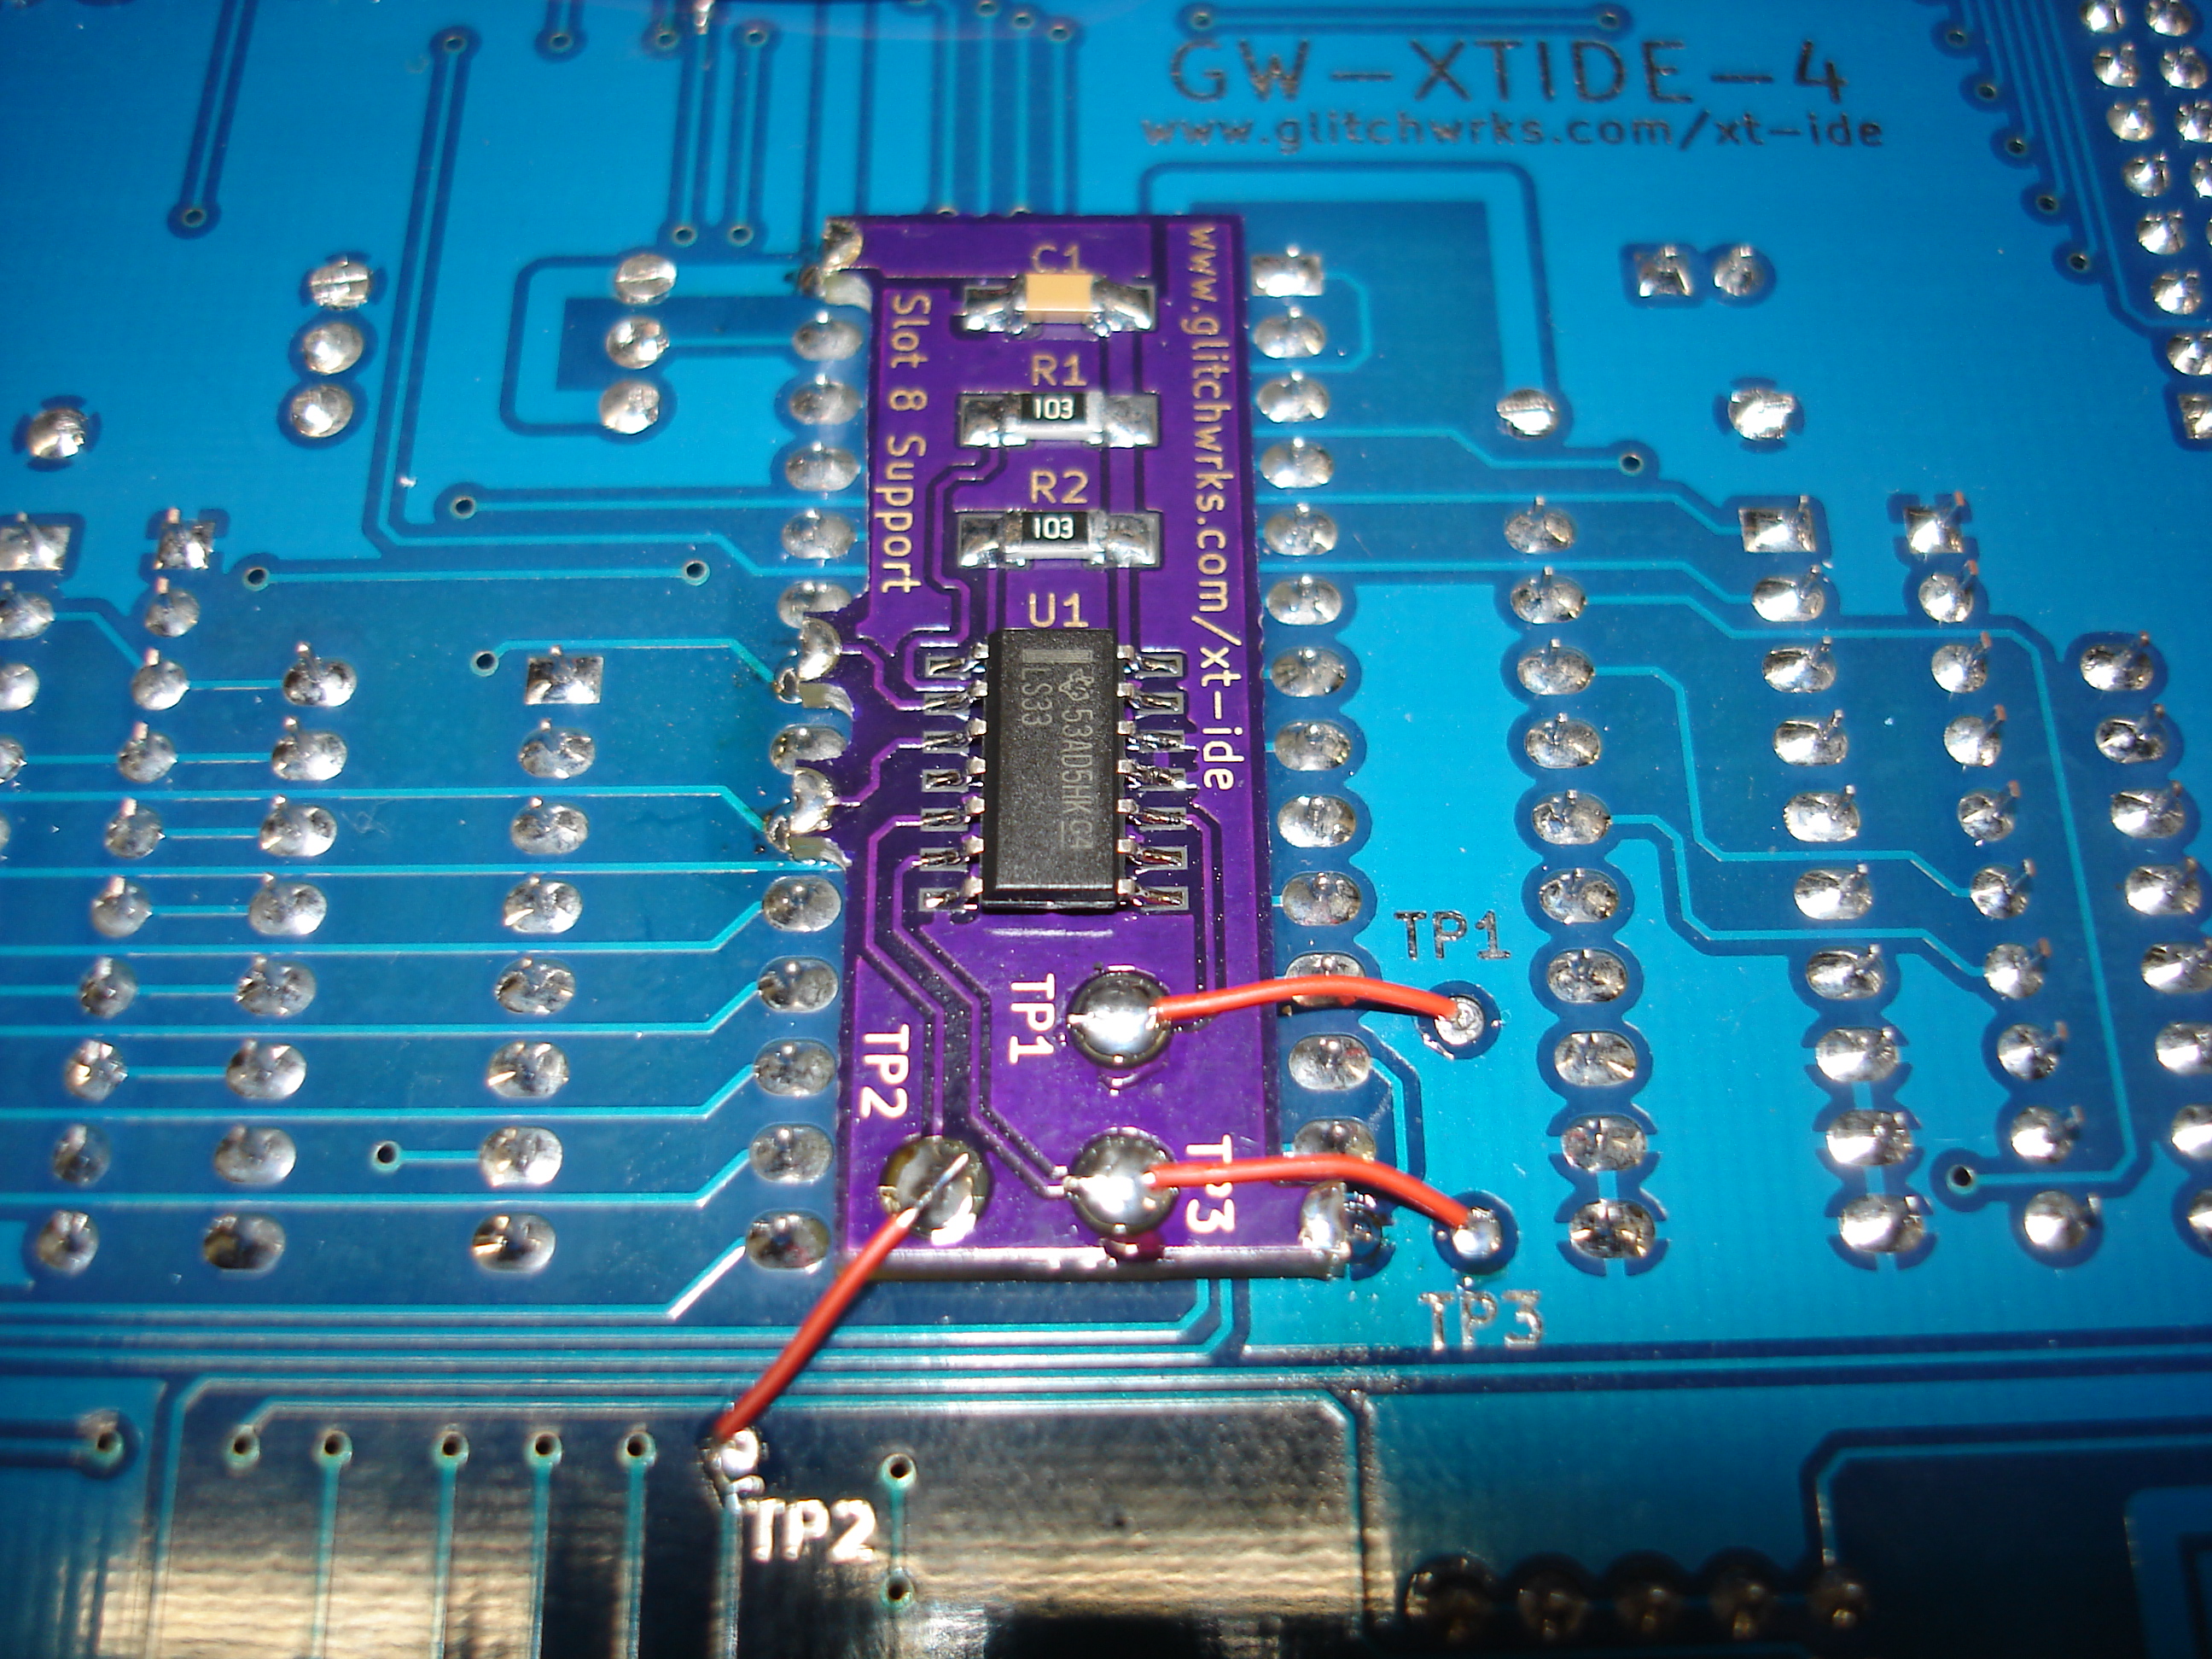 GW-XTIDE-4
www.glitchwrks.com/xt-ide
C1
www.glitchwrks.com/xt-ide
Slot 8 Support
R1
103
R2
103
U1
53AD5HK G4
LS33
TP1
TP1
TP2
TP3
TP3
TP2